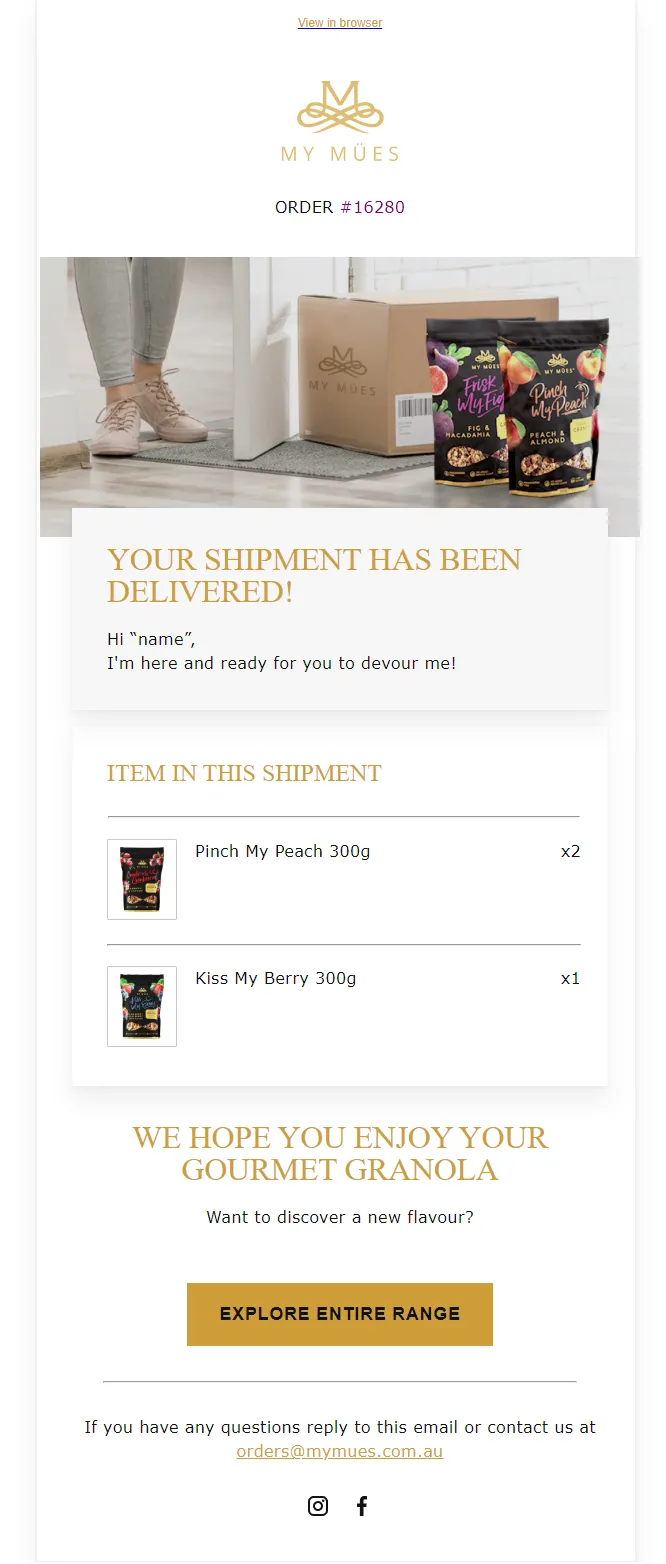 View in browser
MY MÜES
ORDER #16280
MY MUES
MY MÜES
Frisk
My Fig
FIG &
MACADAMIA
MY MÜES
Pinch
My Peach
PEACH &
ALMOND
YOUR SHIPMENT HAS BEEN
DELIVERED!
Hi “name”,
I'm here and ready for you to devour me!
ITEM IN THIS SHIPMENT
Pinch My Peach 300g x2
Kiss My Berry 300g x1
WE HOPE YOU ENJOY YOUR
GOURMET GRANOLA
Want to discover a new flavour?
EXPLORE ENTIRE RANGE
If you have any questions reply to this email or contact us at
orders@mymues.com.au